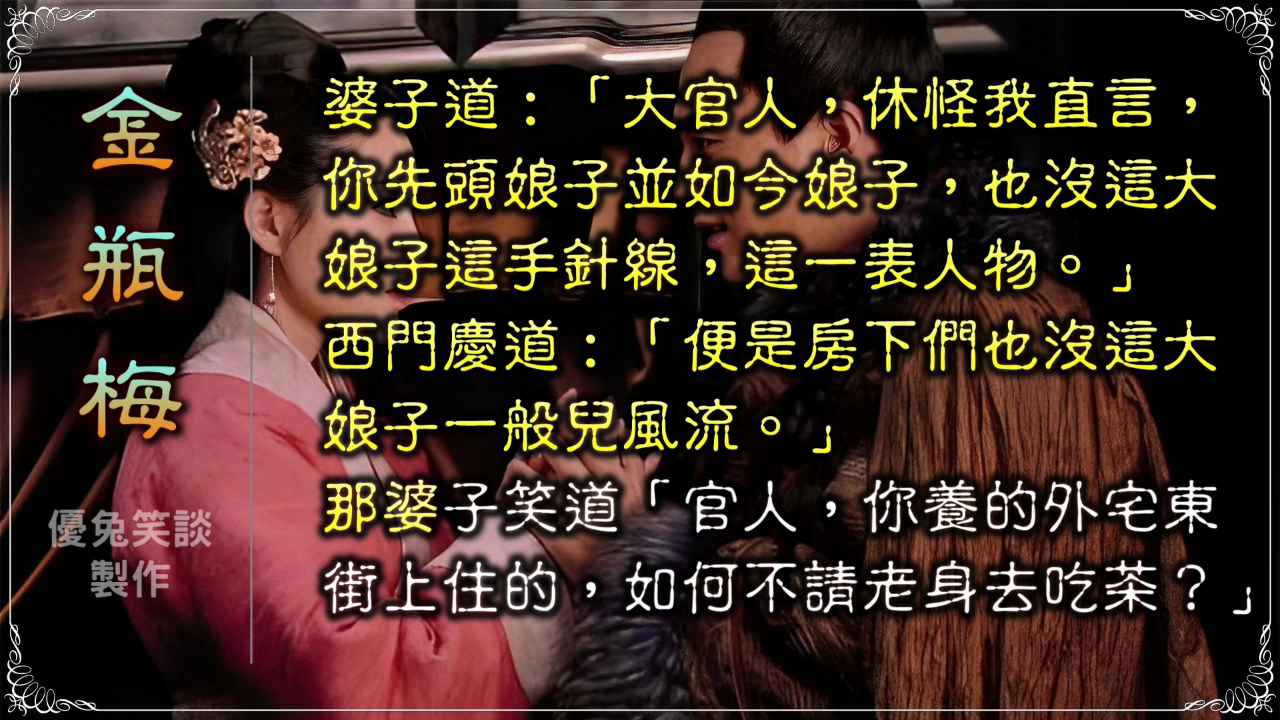 金瓶梅
優兔笑談
製作
婆子道：「大官人，休怪我直言，
你先頭娘子並如今娘子，也沒這大
娘子這手針線，這一表人物。」
西門慶道：「便是房下們也沒這大
娘子一般兒風流。」
那婆子笑道「官人，你養的外宅東
街上住的，如何不請老身去吃茶？」